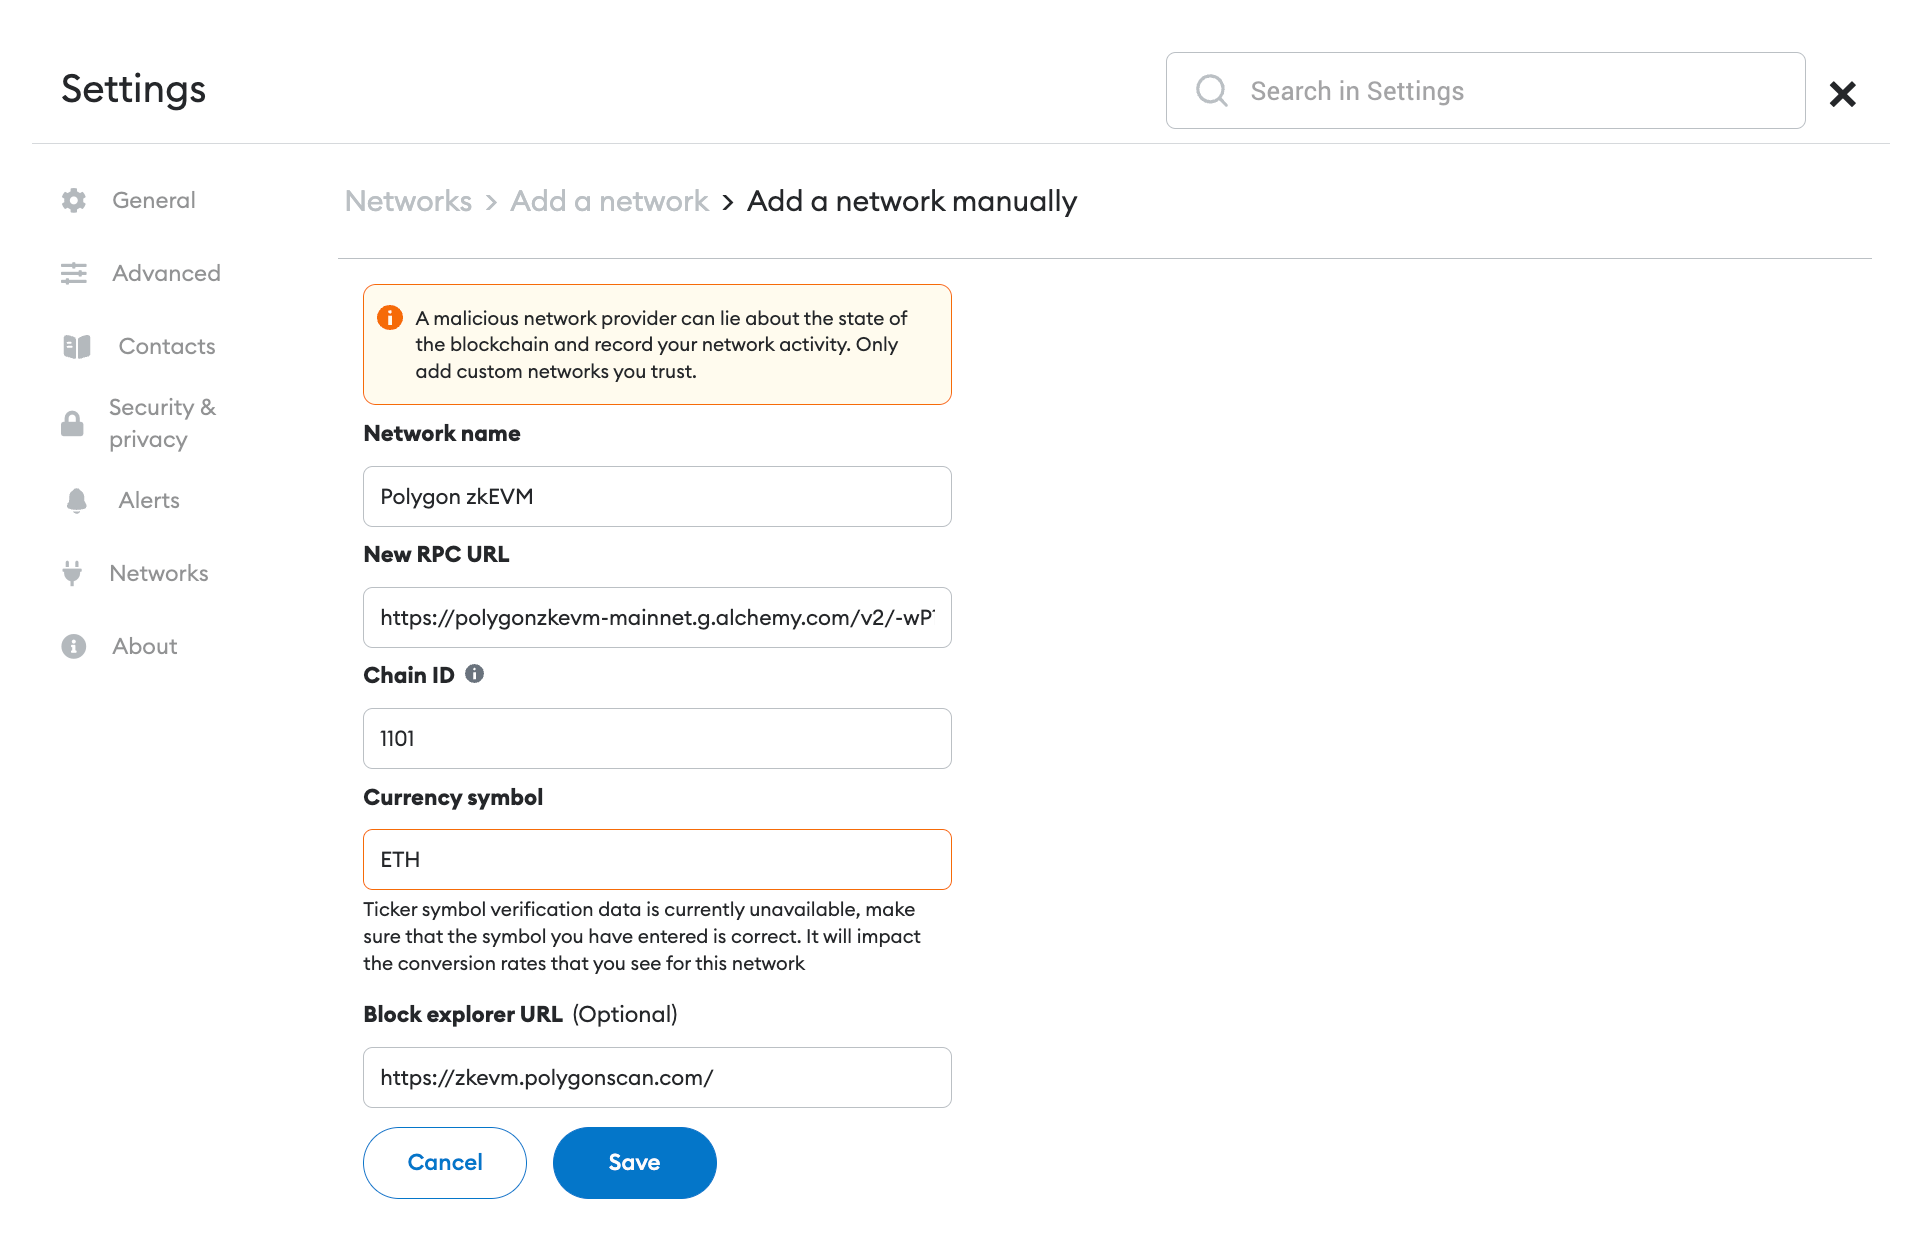 Settings
Search in Settings
General
Advanced
Contacts
Security &
privacy
Alerts
Networks
About
Networks > Add a network > Add a network manually
A malicious network provider can lie about the state of
the blockchain and record your network activity. Only
add custom networks you trust.
Network name
Polygon zkEVM
New RPC URL
https://polygonzkevm-mainnet.g.alchemy.com/v2/-wP
Chain ID
1101
Currency symbol
ETH
Ticker symbol verification data is currently unavailable, make
sure that the symbol you have entered is correct. It will impact
the conversion rates that you see for this network
Block explorer URL (Optional)
https://zkevm.polygonscan.com/
Cancel
Save